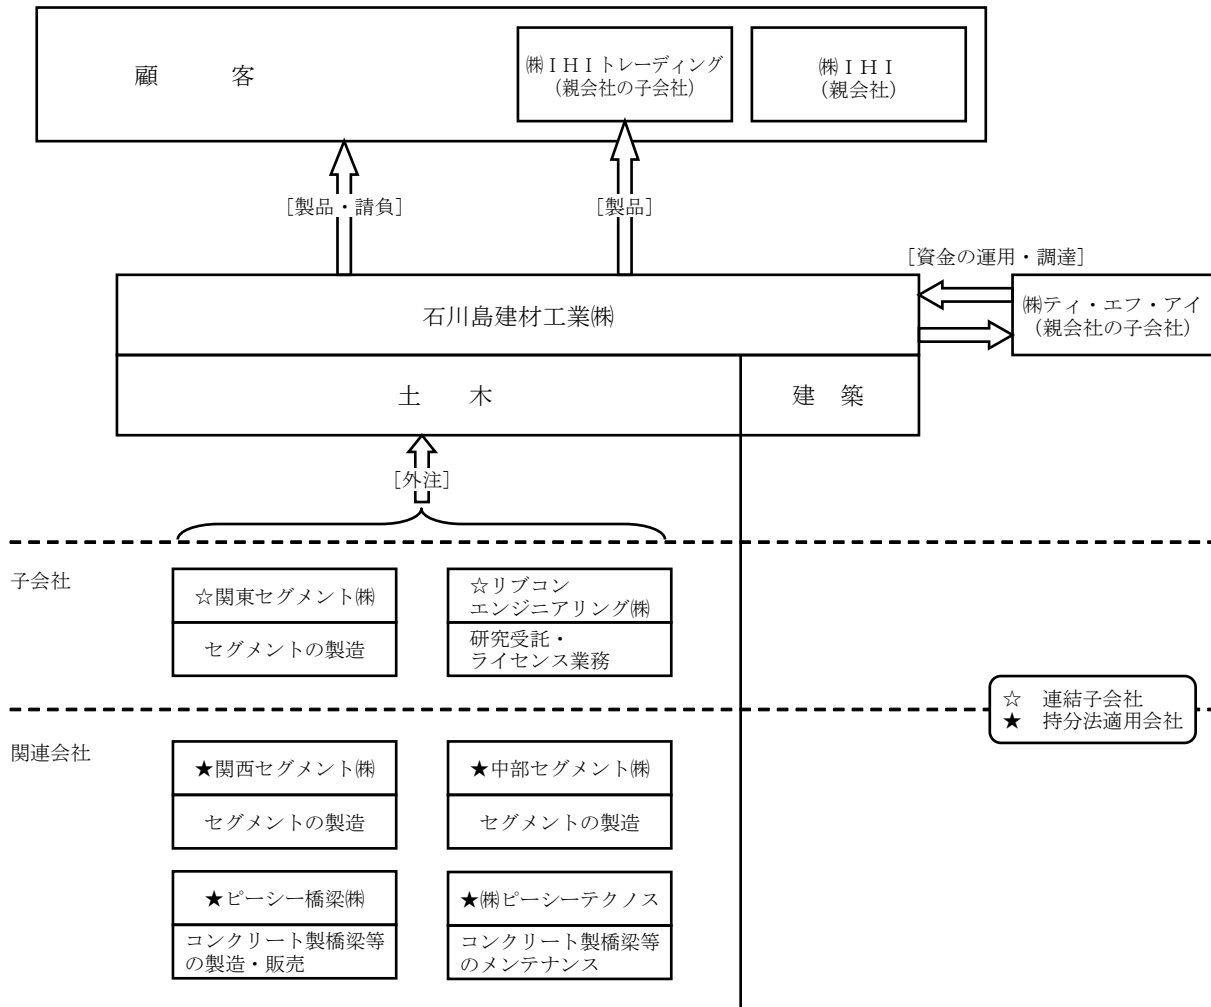 顧　　　客
㈱ＩＨＩトレーディング
（親会社の子会社）
㈱ＩＨＩ
（親会社）
［製品・請負］
［製品］
［資金の運用・調達］
石川島建材工業㈱
㈱ティ・エフ・アイ
（親会社の子会社）
土　　木
建　築
［外注］
子会社
☆関東セグメント㈱
セグメントの製造
☆リブコン
エンジニアリング㈱
研究受託・
ライセンス業務
☆　連結子会社
★　持分法適用会社
関連会社
★関西セグメント㈱
セグメントの製造
★中部セグメント㈱
セグメントの製造
★ピーシー橋梁㈱
コンクリート製橋梁等
の製造・販売
★㈱ピーシーテクノス
コンクリート製橋梁等
のメンテナンス